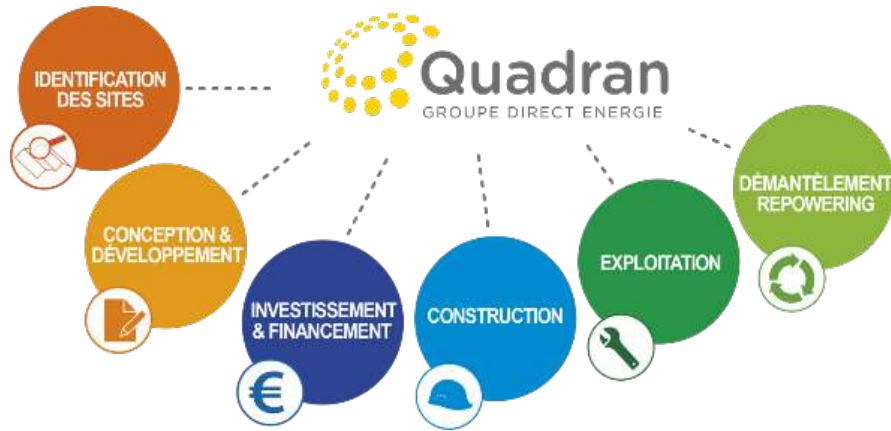 Quadran
GROUPE DIRECT ENERGIE
IDENTIFICATION
DES SITES
CONCEPTION &
DÉVELOPPEMENT
INVESTISSEMENT
& FINANCEMENT
CONSTRUCTION
EXPLOITATION
DÉMANTÈLEMENT
REPOWERING
€